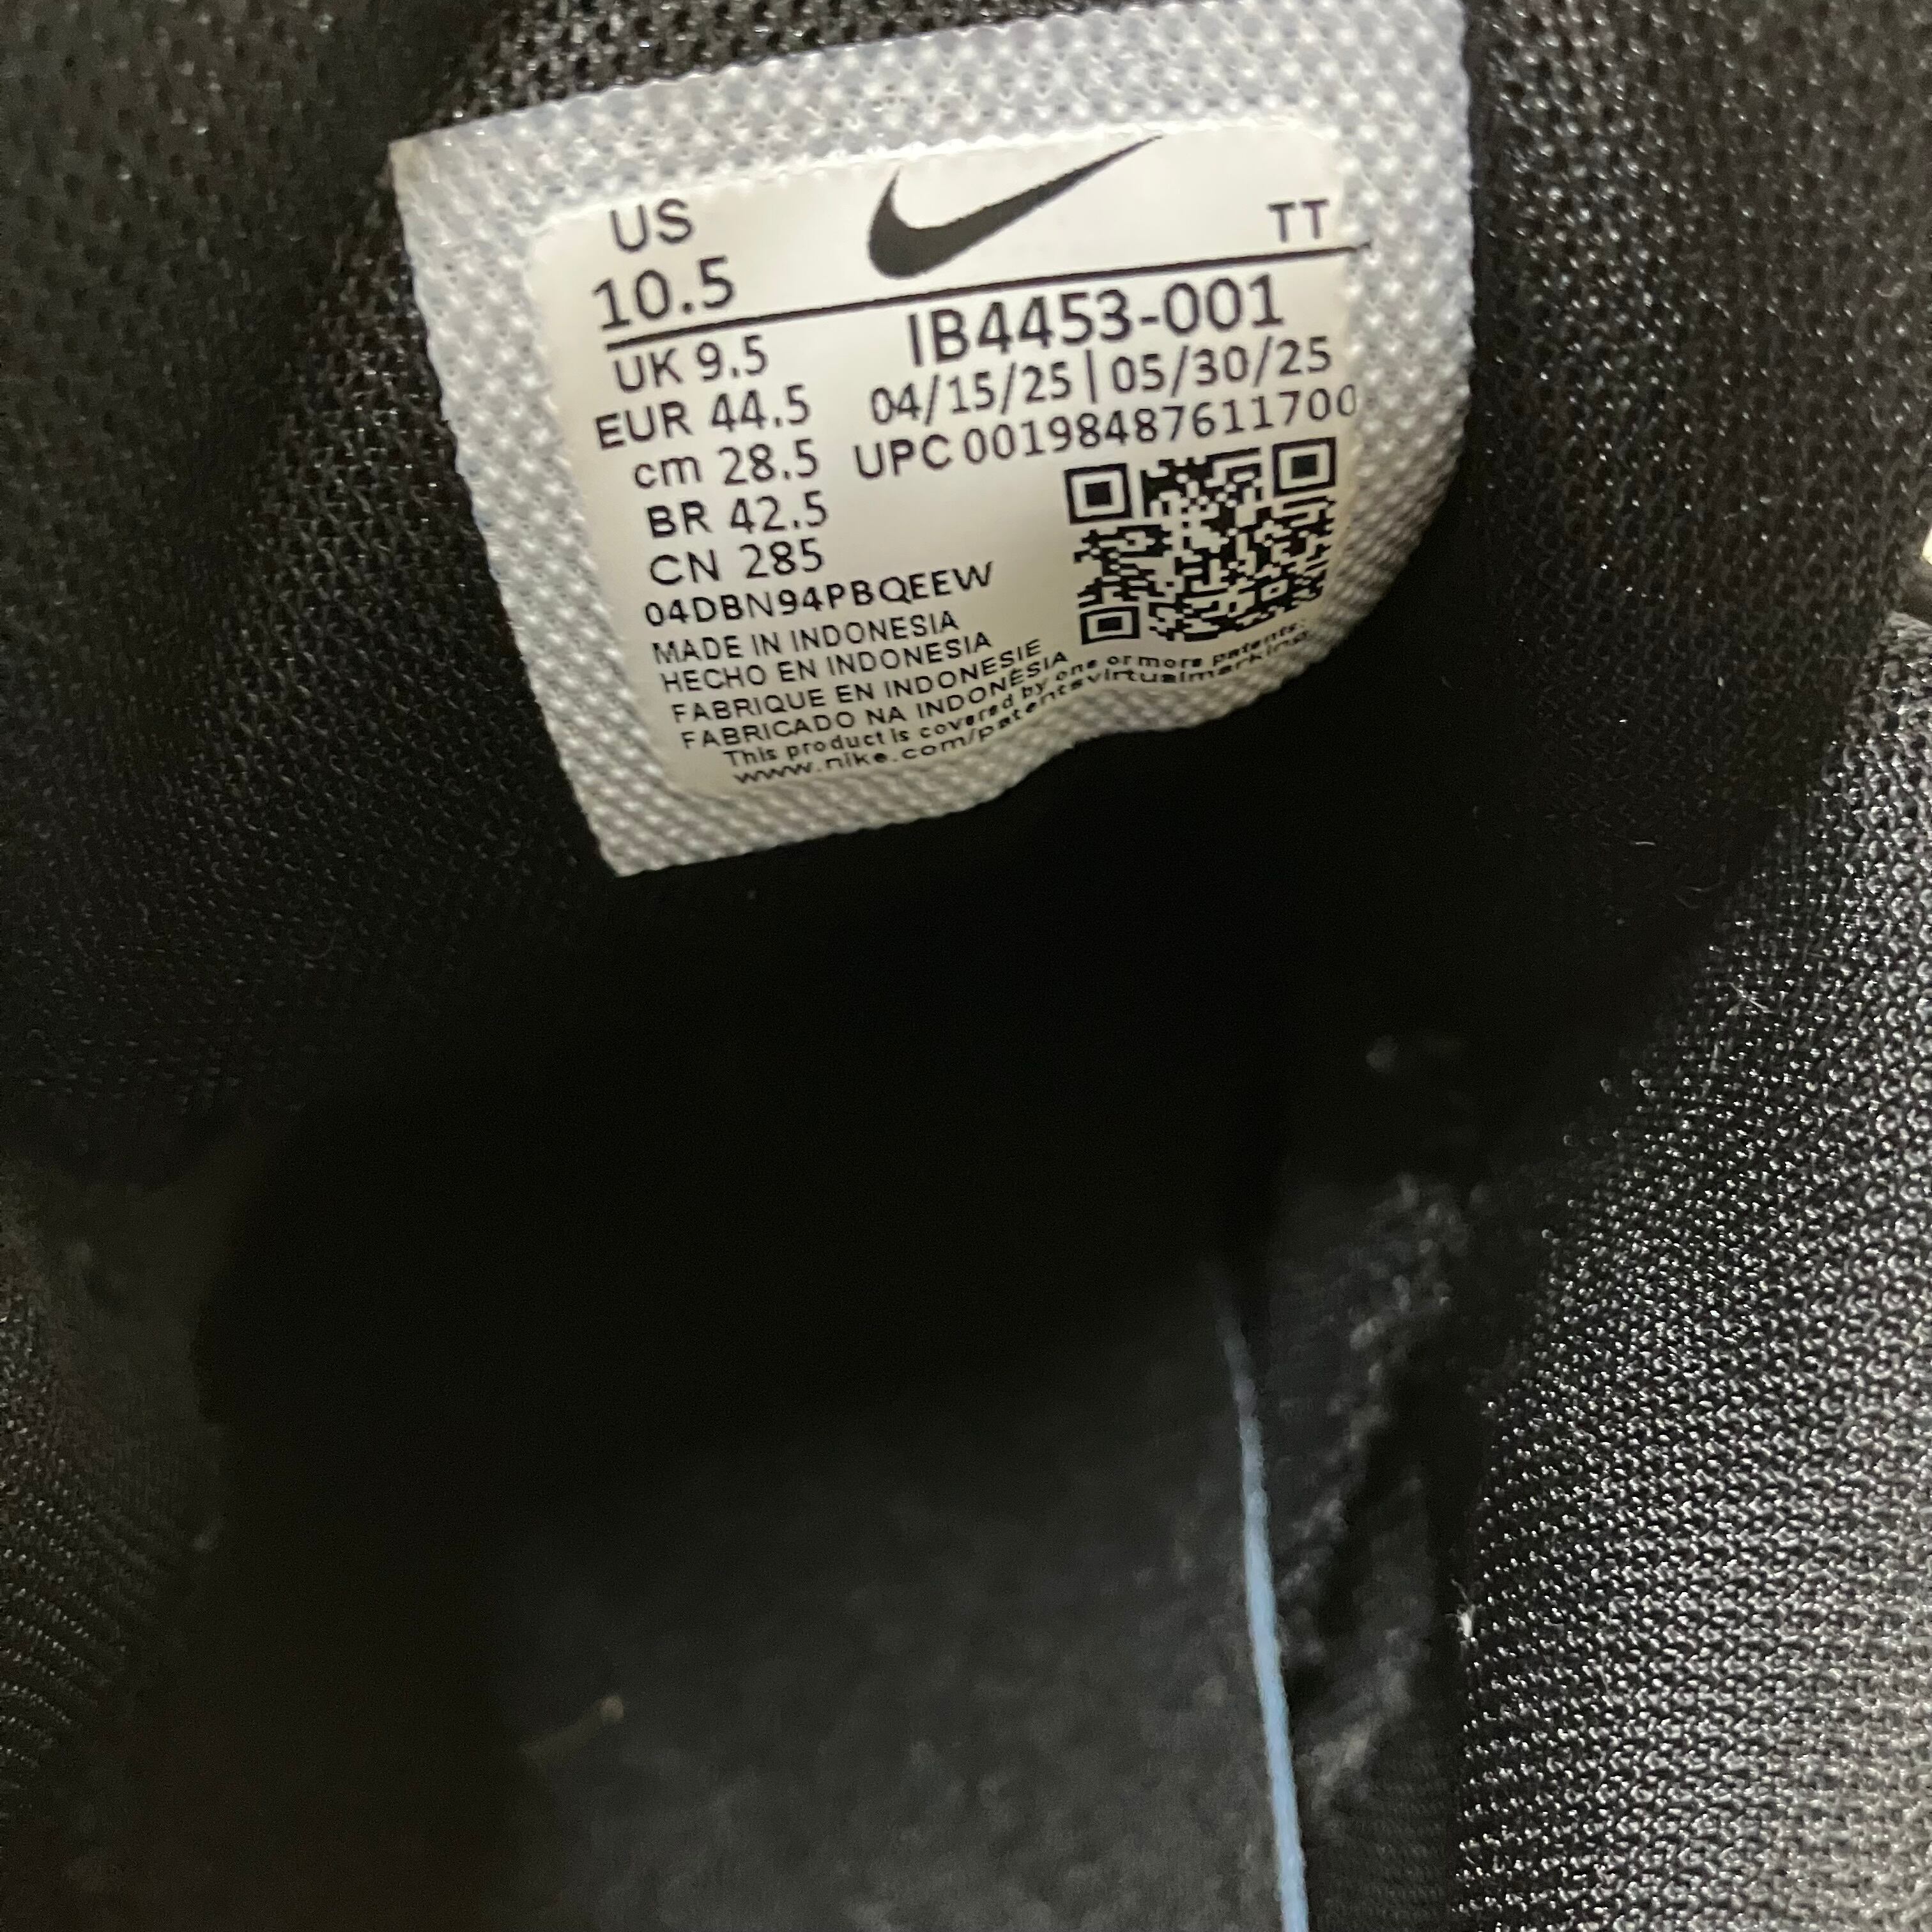 US
10.5
TT
UK 9.5
EUR 44.5
cm 28.5
BR 42.5
CN 285
IB4453-001
04/15/25|05/30/25
UPC 00198487611700
04DBN94PBQEEW
MADE IN INDONESIA
HECHO EN INDONESIA
FABRIQUE EN INDONESIE
FABRICADO NA INDONÉSIA
This product is covered by one or more patents:
www.nike.com/patentsvirtualmarking